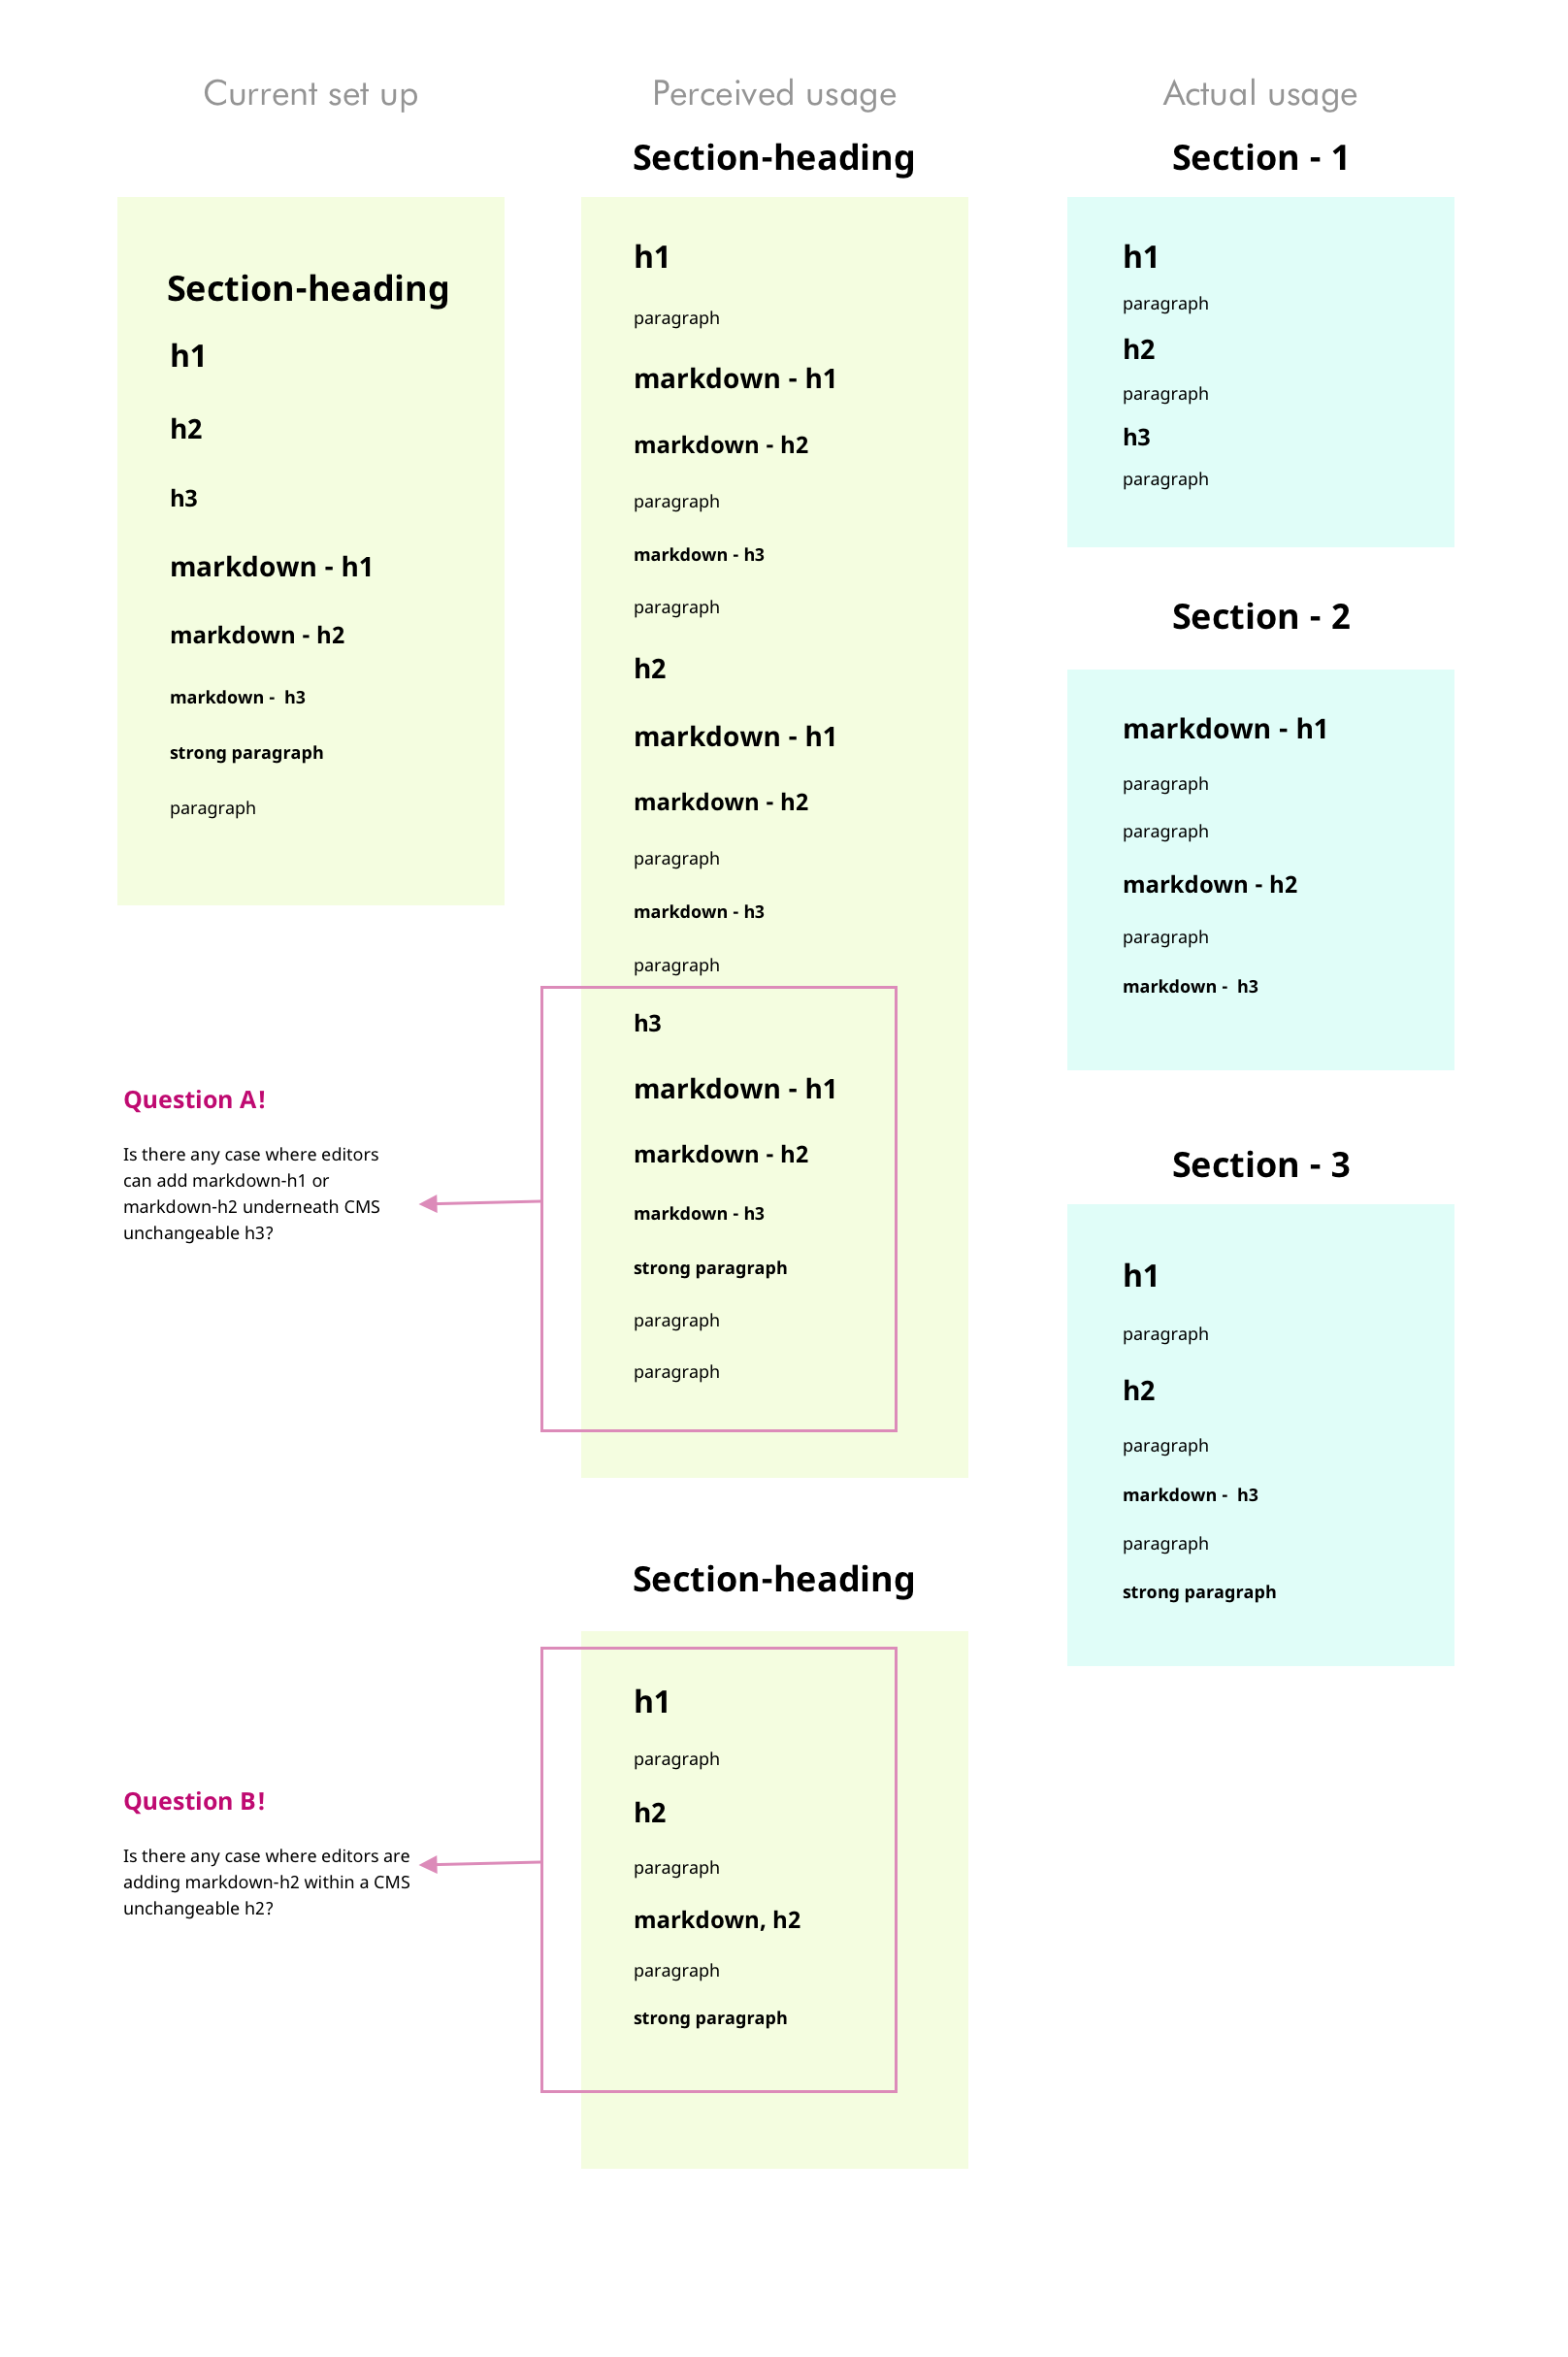 Current set up
Section-heading
h1
h2
h3
markdown - h1
markdown - h2
markdown -  h3
strong paragraph
paragraph
Question A!
Is there any case where editors
can add markdown-h1 or
markdown-h2 underneath CMS
unchangeable h3?
Question B!
Is there any case where editors are
adding markdown-h2 within a CMS
unchangeable h2?
Perceived usage
Section-heading
h1
paragraph
markdown - h1
markdown - h2
paragraph
markdown - h3
paragraph
h2
markdown - h1
markdown - h2
paragraph
markdown - h3
paragraph
h3
markdown - h1
markdown - h2
markdown - h3
strong paragraph
paragraph
paragraph
Section-heading
h1
paragraph
h2
paragraph
markdown, h2
paragraph
strong paragraph
Actual usage
Section - 1
h1
paragraph
h2
paragraph
h3
paragraph
Section - 2
markdown - h1
paragraph
paragraph
markdown - h2
paragraph
markdown -  h3
Section - 3
h1
paragraph
h2
paragraph
markdown -  h3
paragraph
strong paragraph